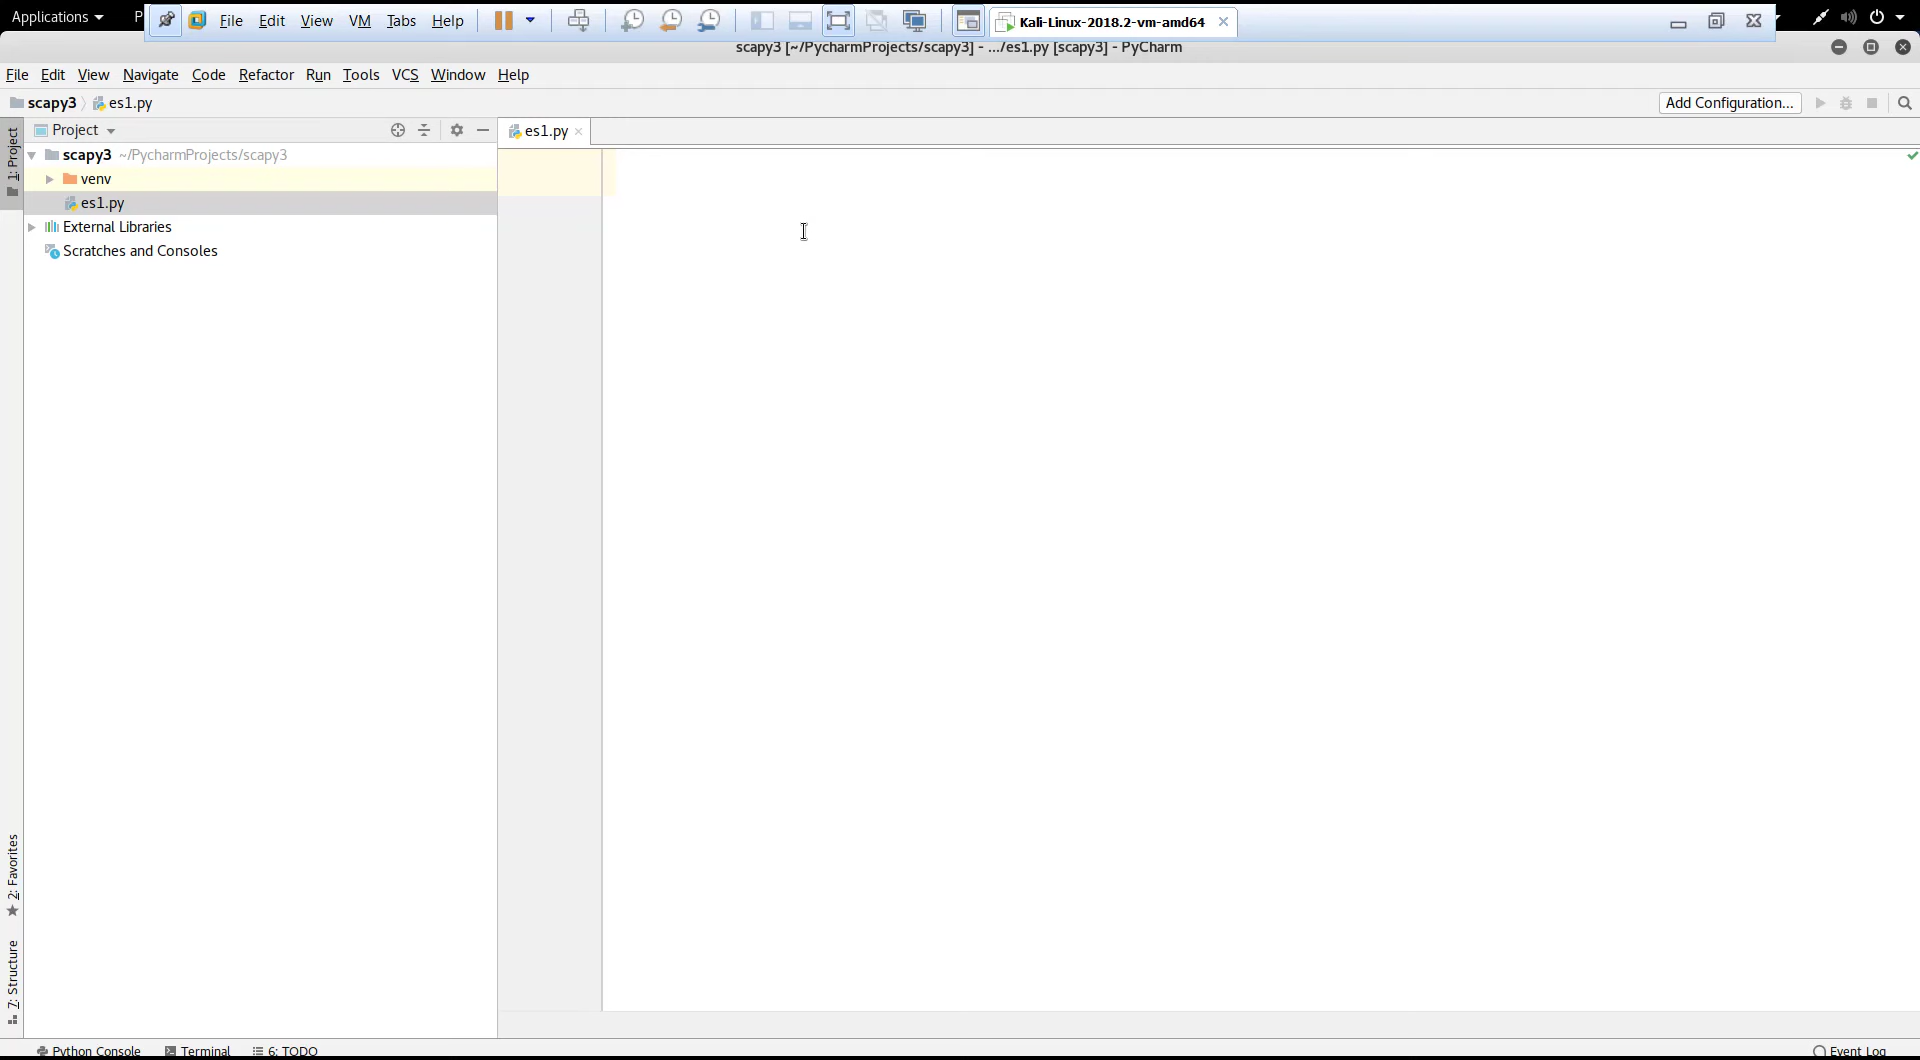 Applications
P
File Edit View VM Tabs Help
Kali-Linux-2018.2-vm-amd64
scapy3 [~/PycharmProjects/scapy3] - .../es1.py [scapy3] - PyCharm
File Edit View Navigate Code Refactor Run Tools VCS Window Help
scapy3 es1.py
Add Configuration...
Project
es1.py
1: Project
scapy3 ~/PycharmProjects/scapy3
venv
es1.py
External Libraries
Scratches and Consoles
2: Favorites
7: Structure
Python Console Terminal 6: TODO
Event Log